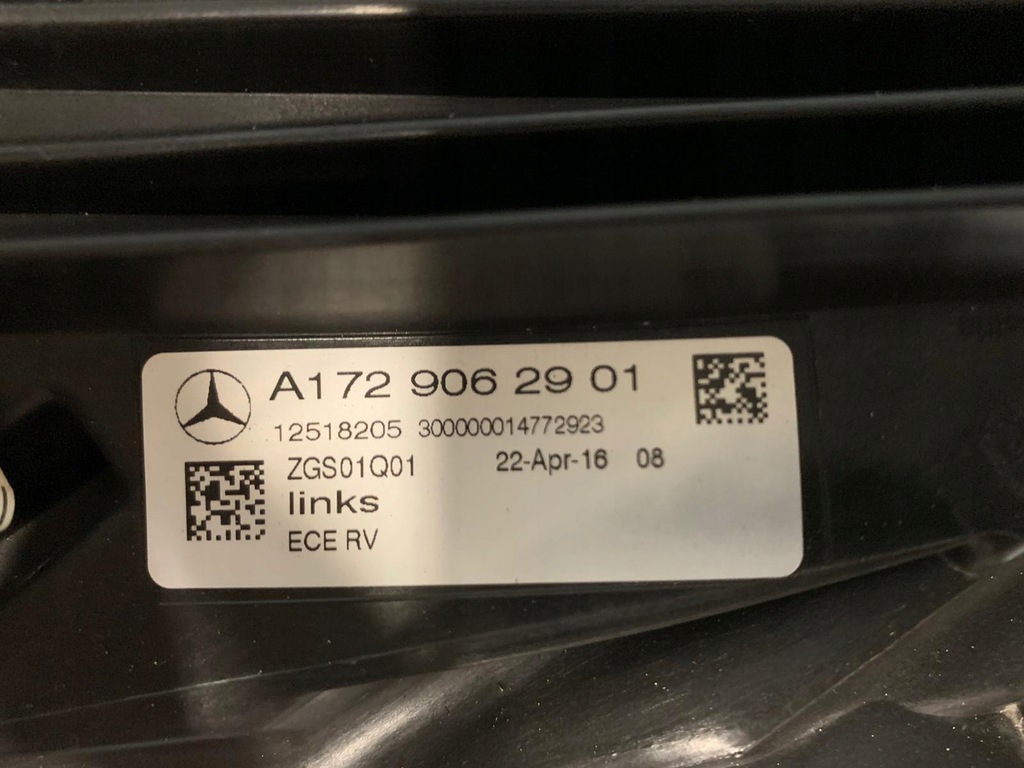 A172 906 29 01
12518205 300000014772923
ZGS01Q01 22-Apr-16 08
links
ECE RV